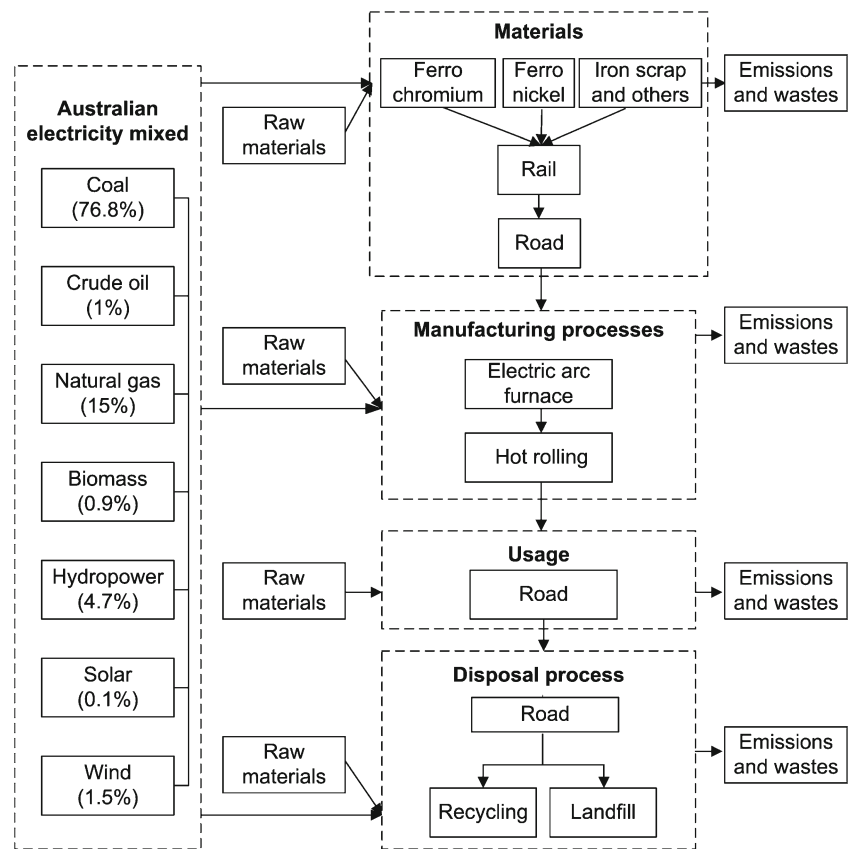 Australian
electricity mixed
Coal
(76.8%)
Crude oil
(1%)
Natural gas
(15%)
Biomass
(0.9%)
Hydropower
(4.7%)
Solar
(0.1%)
Wind
(1.5%)
Raw
materials
Materials
Ferro
chromium
Ferro
nickel
Iron scrap
and others
Rail
Road
Emissions
and wastes
Raw
materials
Manufacturing processes
Electric arc
furnace
Hot rolling
Emissions
and wastes
Raw
materials
Usage
Road
Emissions
and wastes
Raw
materials
Disposal process
Road
Recycling
Landfill
Emissions
and wastes